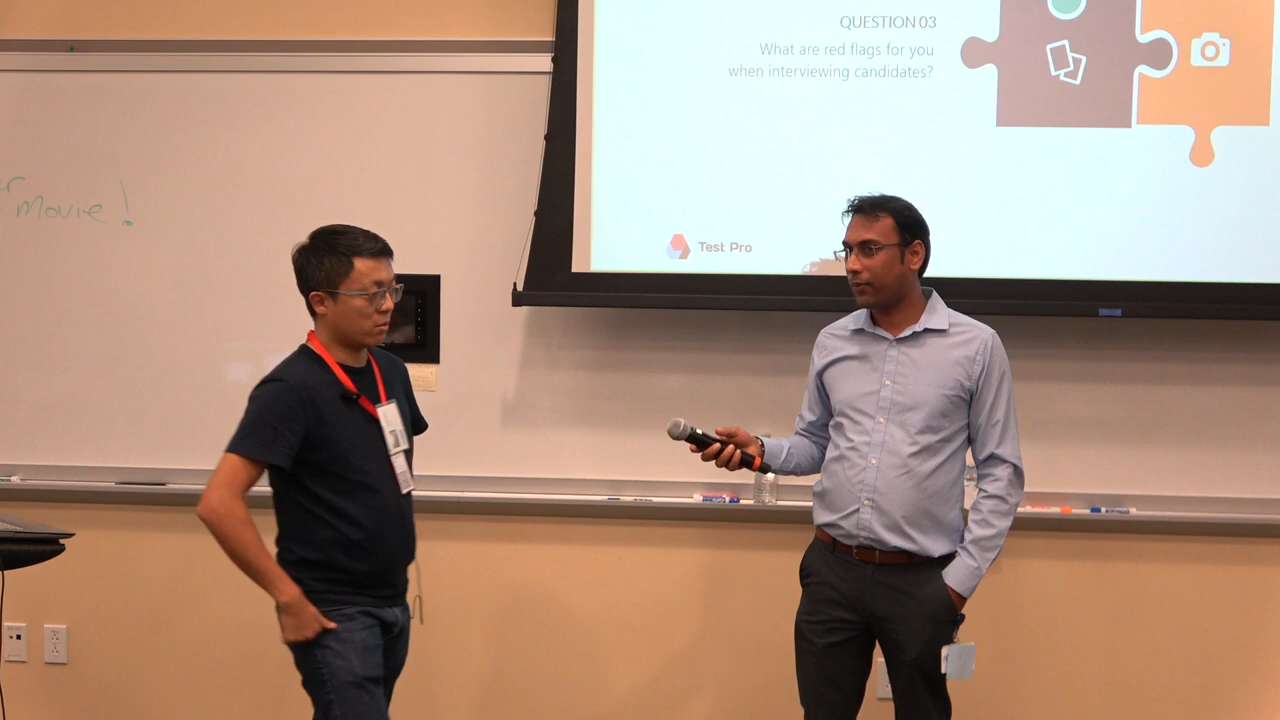 QUESTION 03
What are red flags for you
when interviewing candidates?
movie!
Test Pro